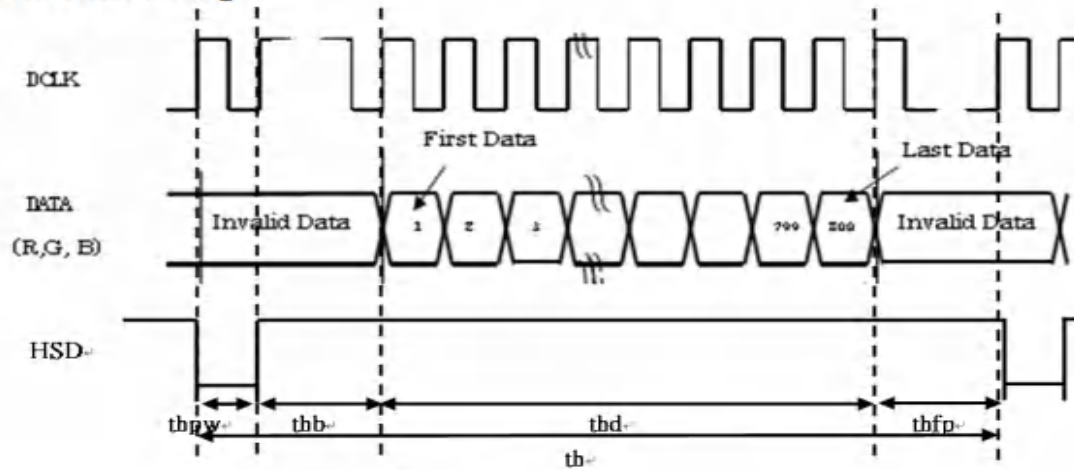 DCLK
First Data
Last Data
DATA
(R,G, B)
Invalid Data 1 2 3 799 800 Invalid Data
HSD
thpw thb thd thfp
th